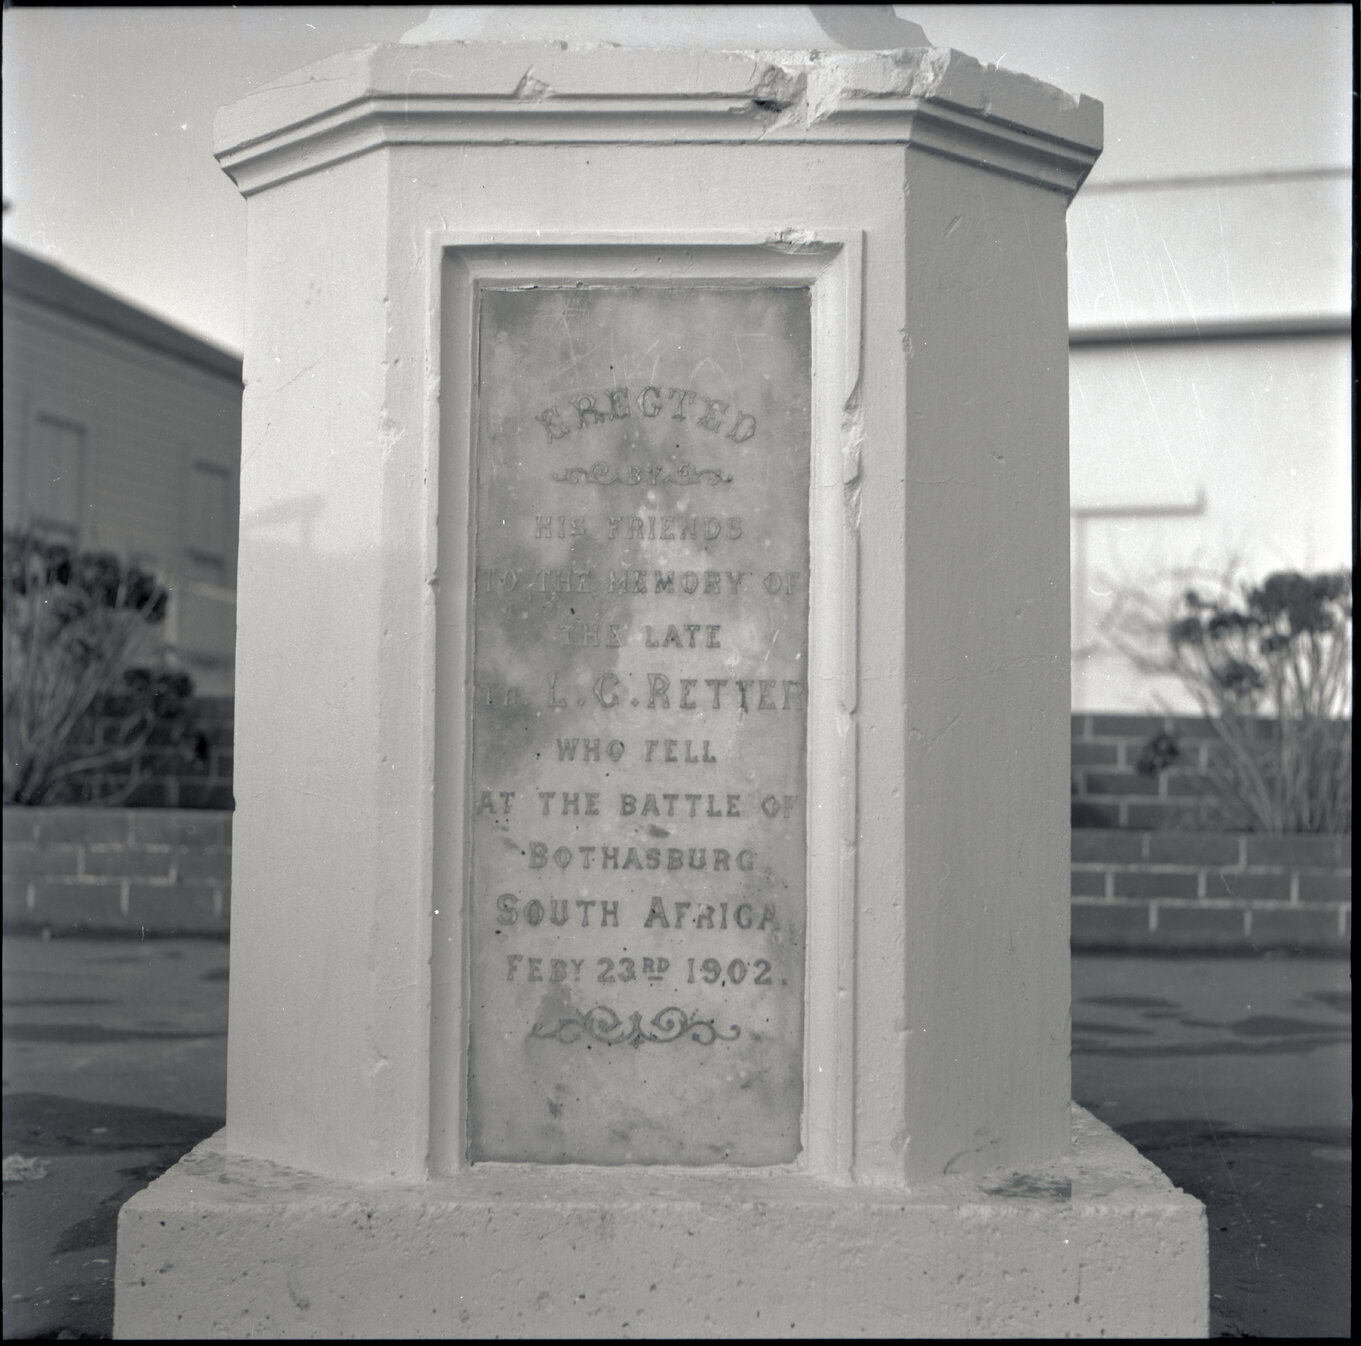 ERECTED
BY
HIS FRIENDS
TO THE MEMORY OF
THE LATE
TR. L. C. RETTER
WHO FELL
AT THE BATTLE OF
BOTHASBURG
SOUTH AFRICA
FEBY 23RD 1902.